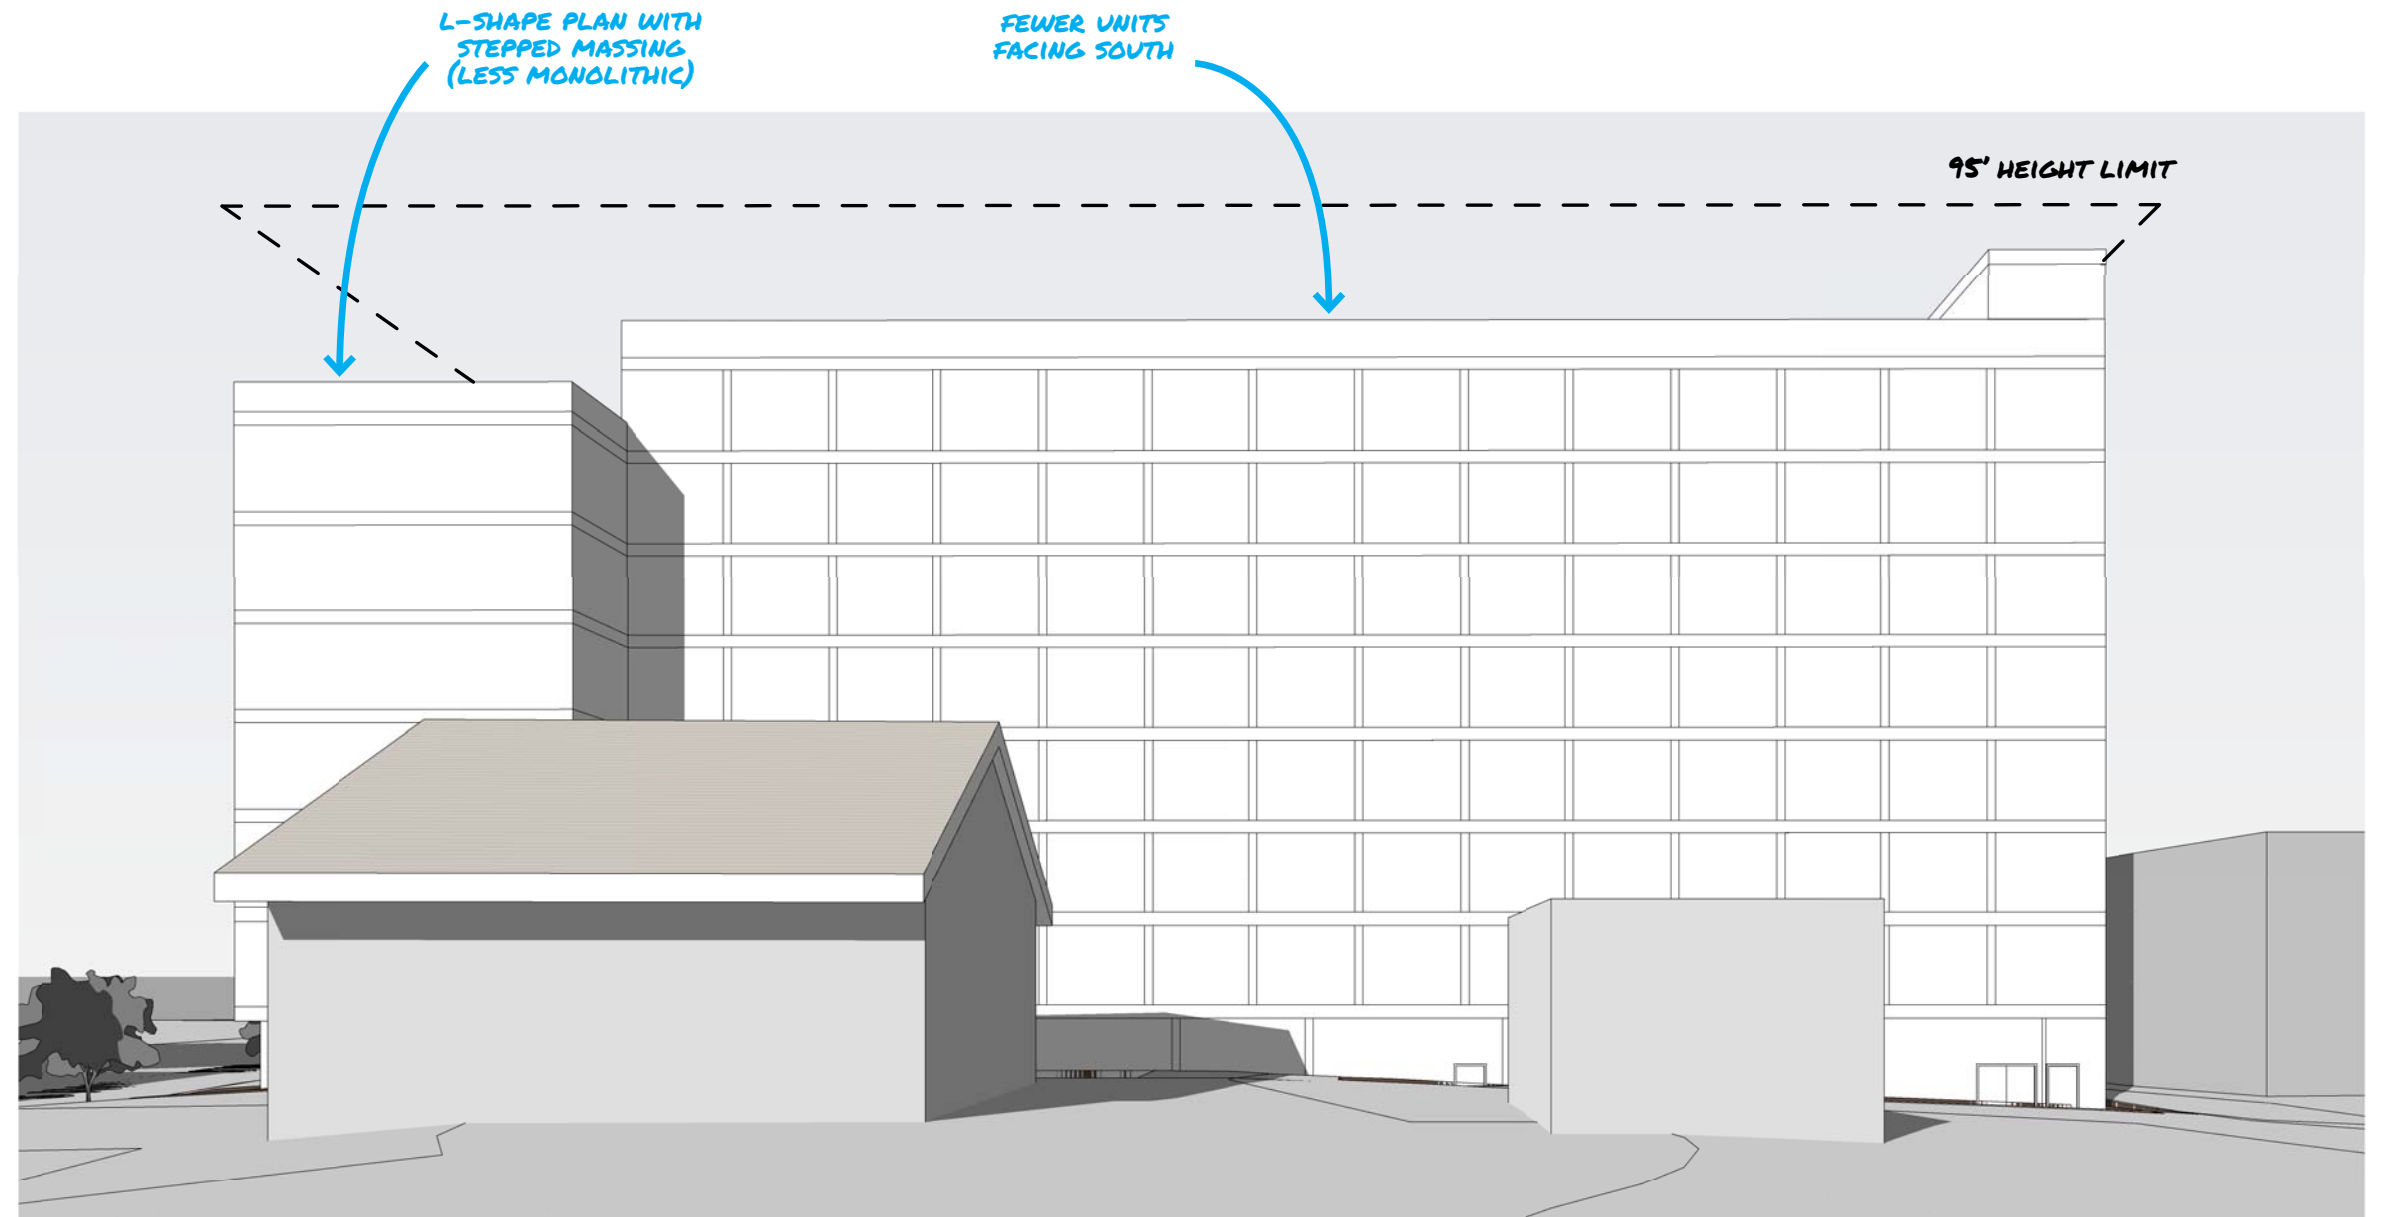 L-SHAPE PLAN WITH
STEPPED MASSING
(LESS MONOLITHIC)
FEWER UNITS
FACING SOUTH
95' HEIGHT LIMIT